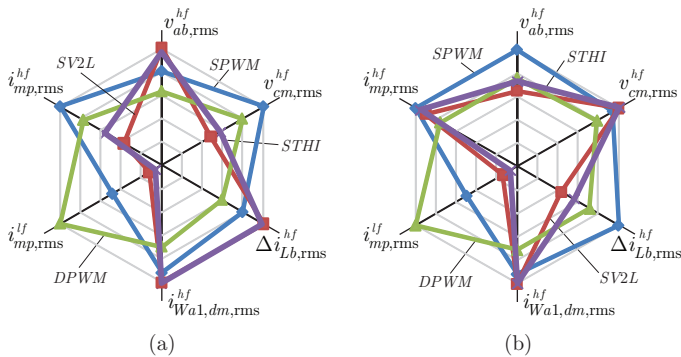 v^{hf}_{ab,rms}
SV2L
SPWM
i^{hf}_{mp,rms}
v^{hf}_{cm,rms}
STHI
i^{lf}_{mp,rms}
Δi^{hf}_{Lb,rms}
DPWM
i^{hf}_{Wa1,dm,rms}
(a)
v^{hf}_{ab,rms}
SPWM
STHI
i^{hf}_{mp,rms}
v^{hf}_{cm,rms}
i^{lf}_{mp,rms}
Δi^{hf}_{Lb,rms}
DPWM
SV2L
i^{hf}_{Wa1,dm,rms}
(b)